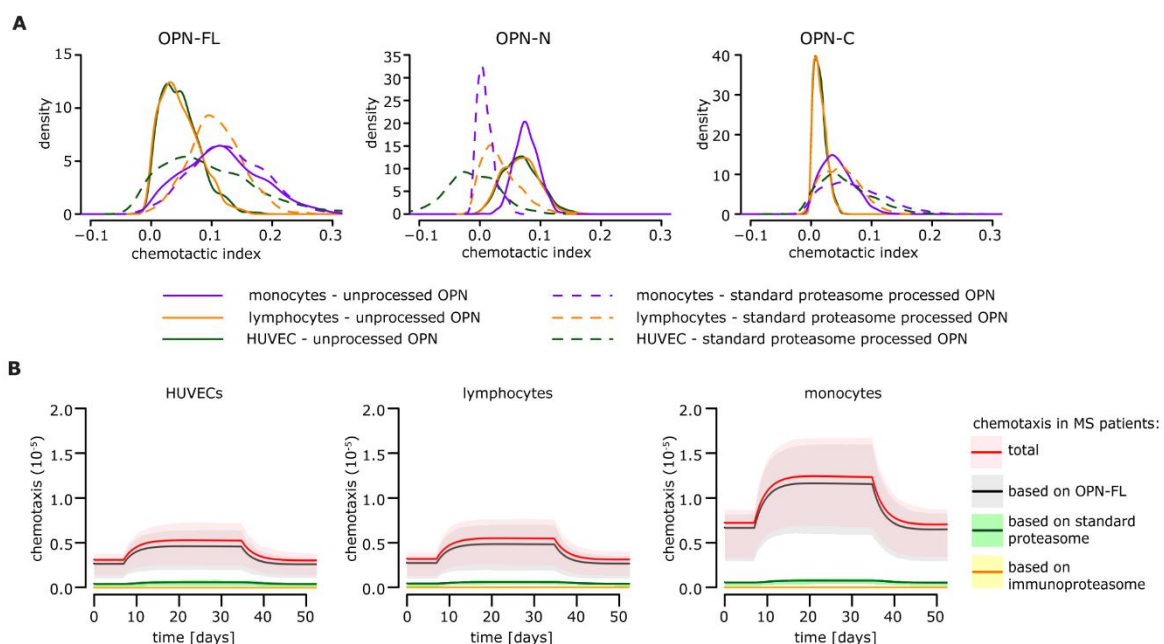 A
OPN-FL
OPN-N
OPN-C
density
15
10
5
0
-0.1 0.0 0.1 0.2 0.3
chemotactic index
density
35
30
25
20
15
10
5
0
-0.1 0.0 0.1 0.2 0.3
chemotactic index
density
40
30
20
10
0
-0.1 0.0 0.1 0.2 0.3
chemotactic index
monocytes - unprocessed OPN
lymphocytes - unprocessed OPN
HUVEC - unprocessed OPN
monocytes - standard proteasome processed OPN
lymphocytes - standard proteasome processed OPN
HUVEC - standard proteasome processed OPN
B
HUVECs
chemotaxis (10⁻⁵)
2.0
1.5
1.0
0.5
0.0
0 10 20 30 40 50
time [days]
lymphocytes
chemotaxis (10⁻⁵)
2.0
1.5
1.0
0.5
0.0
0 10 20 30 40 50
time [days]
monocytes
chemotaxis (10⁻⁵)
2.0
1.5
1.0
0.5
0.0
0 10 20 30 40 50
time [days]
chemotaxis in MS patients:
total
based on OPN-FL
based on standard
proteasome
based on
immunoproteasome